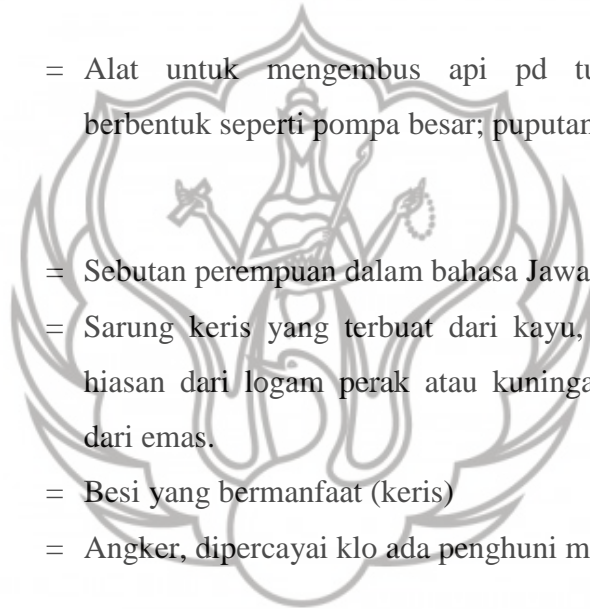 = Alat untuk mengembus api pd tu
berbentuk seperti pompa besar; puputan
= Sebutan perempuan dalam bahasa Jawa
= Sarung keris yang terbuat dari kayu,
hiasan dari logam perak atau kuninga
dari emas.
= Besi yang bermanfaat (keris)
= Angker, dipercayai klo ada penghuni m